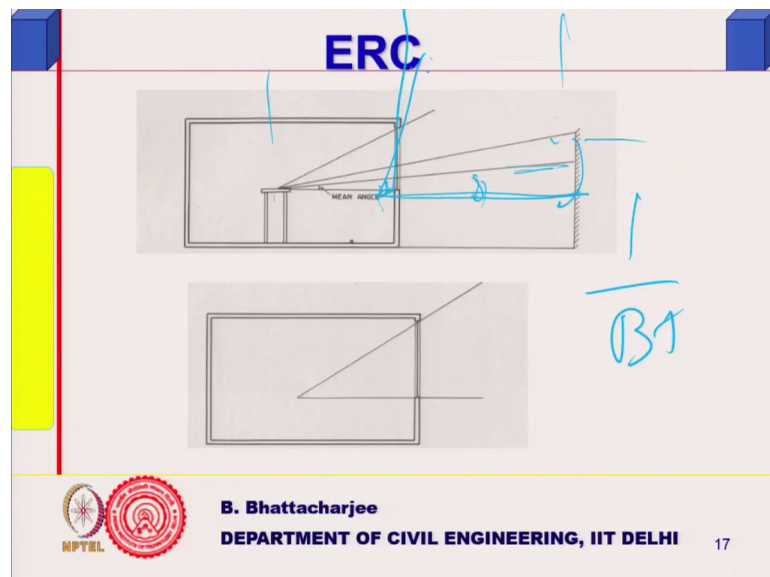 ERC
MEAN ANGLE
NPTEL
B. Bhattacharjee
DEPARTMENT OF CIVIL ENGINEERING, IIT DELHI
17